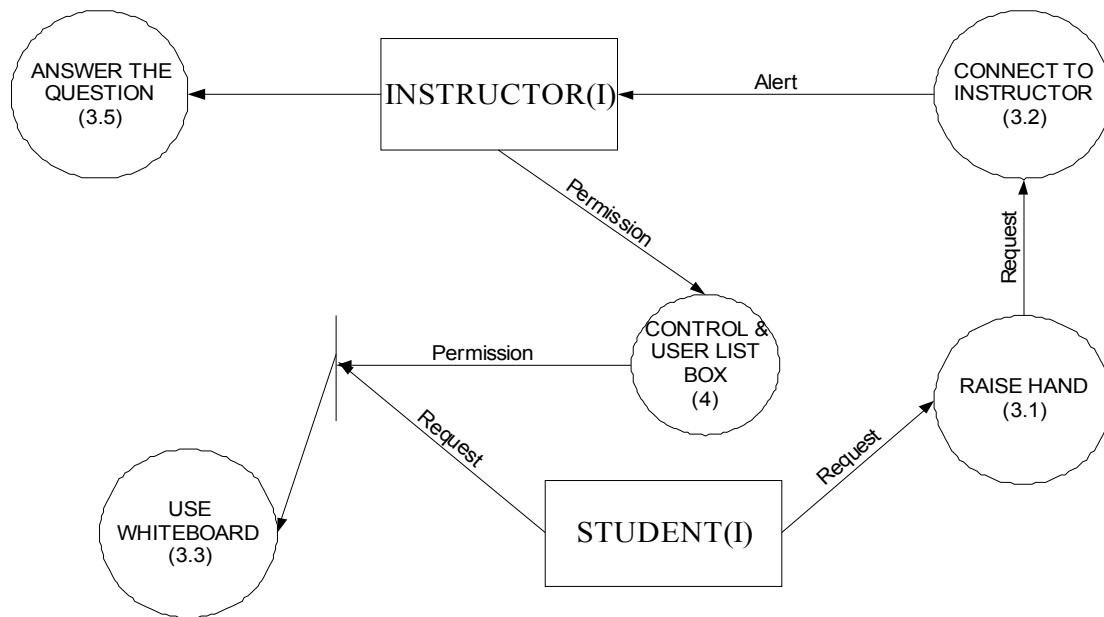 ANSWER THE
QUESTION
(3.5)
INSTRUCTOR(I)
Alert
CONNECT TO
INSTRUCTOR
(3.2)
Permission
Request
CONTROL &
USER LIST
BOX
(4)
Permission
RAISE HAND
(3.1)
Request
Request
USE
WHITEBOARD
(3.3)
STUDENT(I)